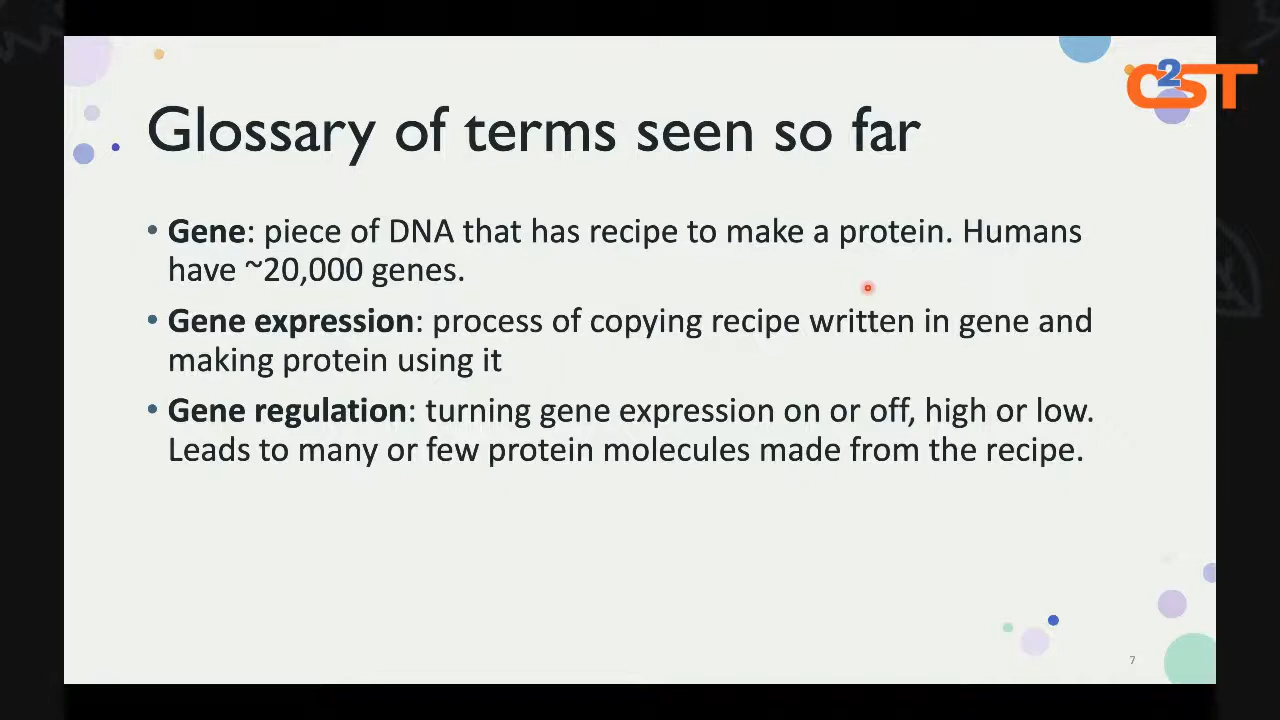 C2ST
Glossary of terms seen so far
• Gene: piece of DNA that has recipe to make a protein. Humans
have ~20,000 genes.
• Gene expression: process of copying recipe written in gene and
making protein using it
• Gene regulation: turning gene expression on or off, high or low.
Leads to many or few protein molecules made from the recipe.
7